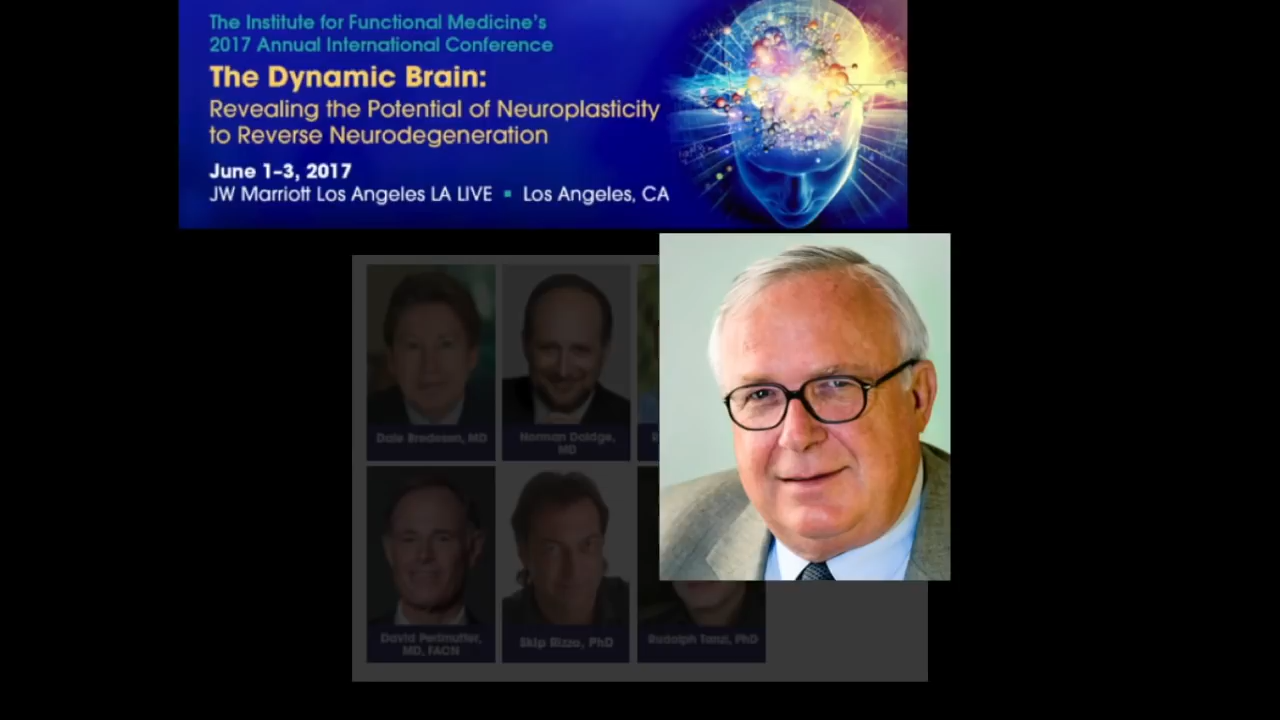 The Institute for Functional Medicine's
2017 Annual International Conference
The Dynamic Brain:
Revealing the Potential of Neuroplasticity
to Reverse Neurodegeneration
June 1-3, 2017
JW Marriott Los Angeles LA LIVE ▪ Los Angeles, CA
Dale Bredesen, MD
Norman Doidge,
MD
David Perlmutter,
MD, FACN
Skip Rizzo, PhD
Rudolph Tanzi, PhD